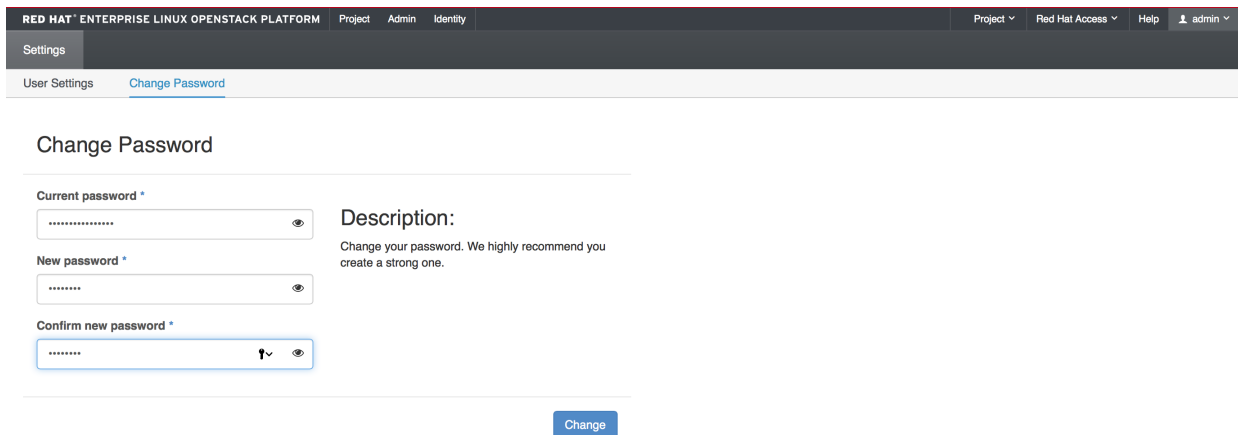 RED HAT® ENTERPRISE LINUX OPENSTACK PLATFORM Project Admin Identity Project Red Hat Access Help admin
Settings
User Settings Change Password
Change Password
Current password *
•••••••••••••••
Description:
Change your password. We highly recommend you
create a strong one.
New password *
••••••••
Confirm new password *
••••••••
Change